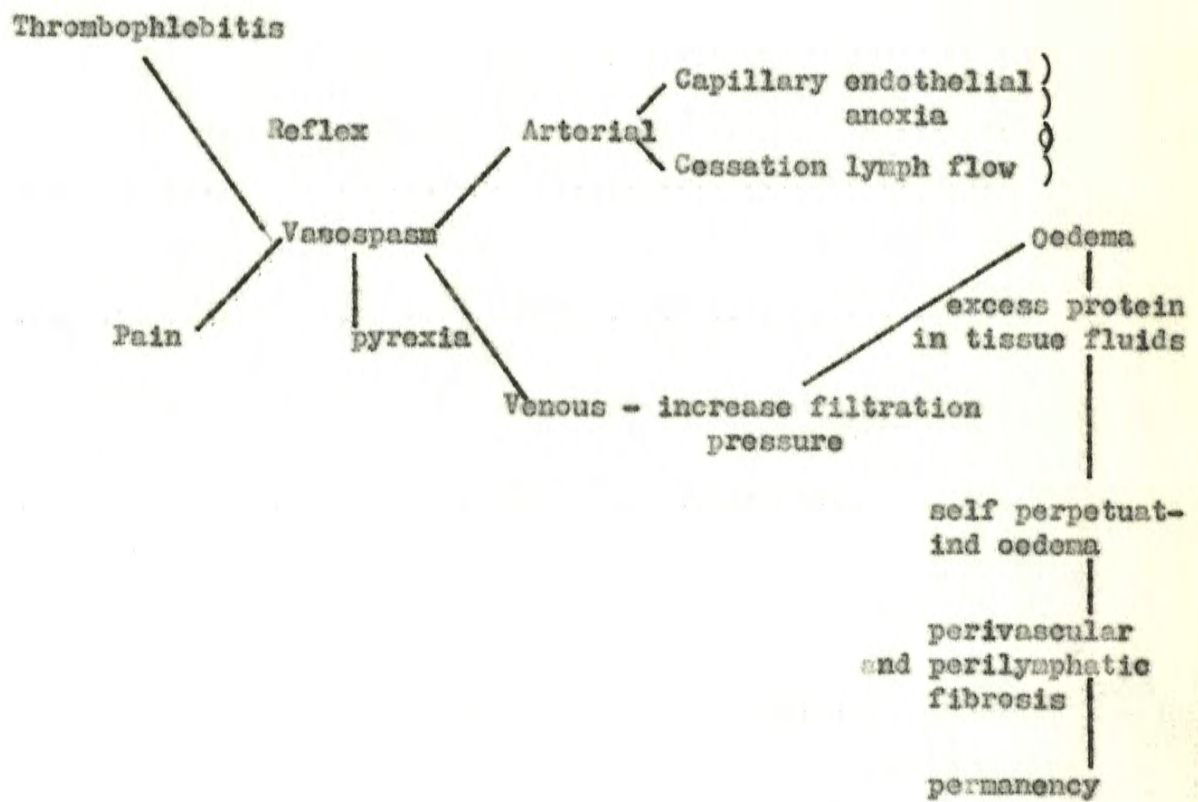 Thrombophlebitis
Capillary endothelial )
anoxia )
Reflex
Arterial
Cessation lymph flow )
Vasospasm
Oedema
Pain
pyrexia
excess protein
in tissue fluids
Venous - increase filtration
pressure
self perpetuat-
ind oedema
perivascular
and perilymphatic
fibrosis
permanency